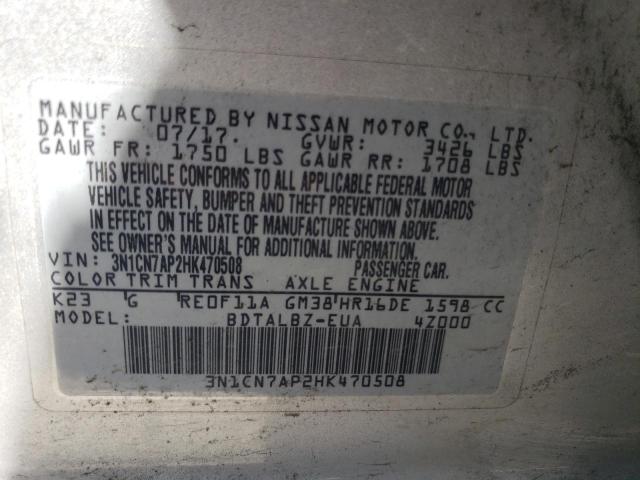 MANUFACTURED BY NISSAN MOTOR CO., LTD.
DATE: 07/17. GVWR: 3426 LBS
GAWR FR: 1750 LBS GAWR RR: 1708 LBS
THIS VEHICLE CONFORMS TO ALL APPLICABLE FEDERAL MOTOR
VEHICLE SAFETY, BUMPER AND THEFT PREVENTION STANDARDS
IN EFFECT ON THE DATE OF MANUFACTURE SHOWN ABOVE.
SEE OWNER'S MANUAL FOR ADDITIONAL INFORMATION.
VIN: 3N1CN7AP2HK470508 PASSENGER CAR.
COLOR TRIM TRANS AXLE ENGINE
K23 G RE0F11A GM38 HR16DE 1598 CC
MODEL: BDTALBZ-EUA 4Z000
3N1CN7AP2HK470508